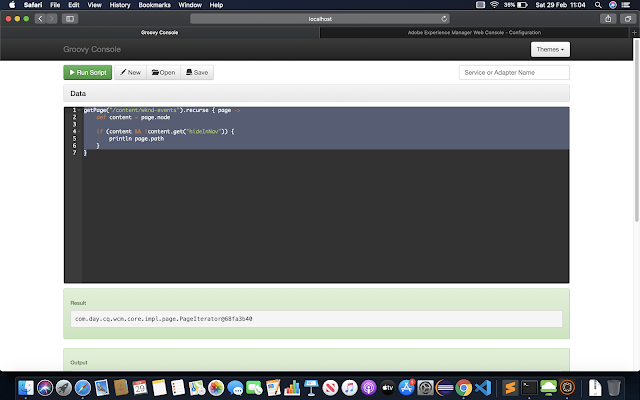 Safari File Edit View History Bookmarks Window Help 36% Sat 29 Feb 11:04
localhost
Groovy Console Adobe Experience Manager Web Console - Configuration
Groovy Console Themes
Run Script New Open Save Service or Adapter Name
Data
1 getPage("/content/wknd-events").recurse { page ->
2 def content = page.node
3
4 if (content && !content.get("hideInNav")) {
5 println page.path
6 }
7 }
Result
com.day.cq.wcm.core.impl.page.PageIterator@68fa3b40
Output